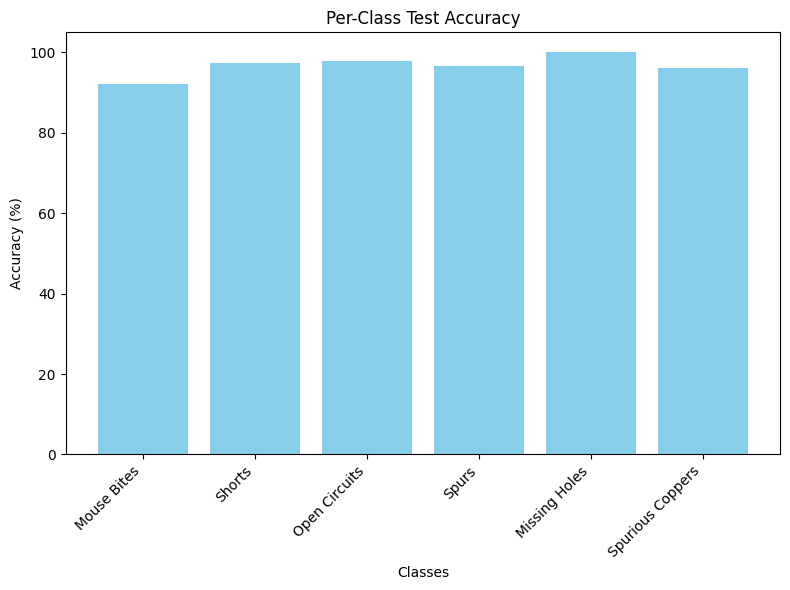 Per-Class Test Accuracy
Accuracy (%)
100
80
60
40
20
0
Mouse Bites
Shorts
Open Circuits
Spurs
Missing Holes
Spurious Coppers
Classes